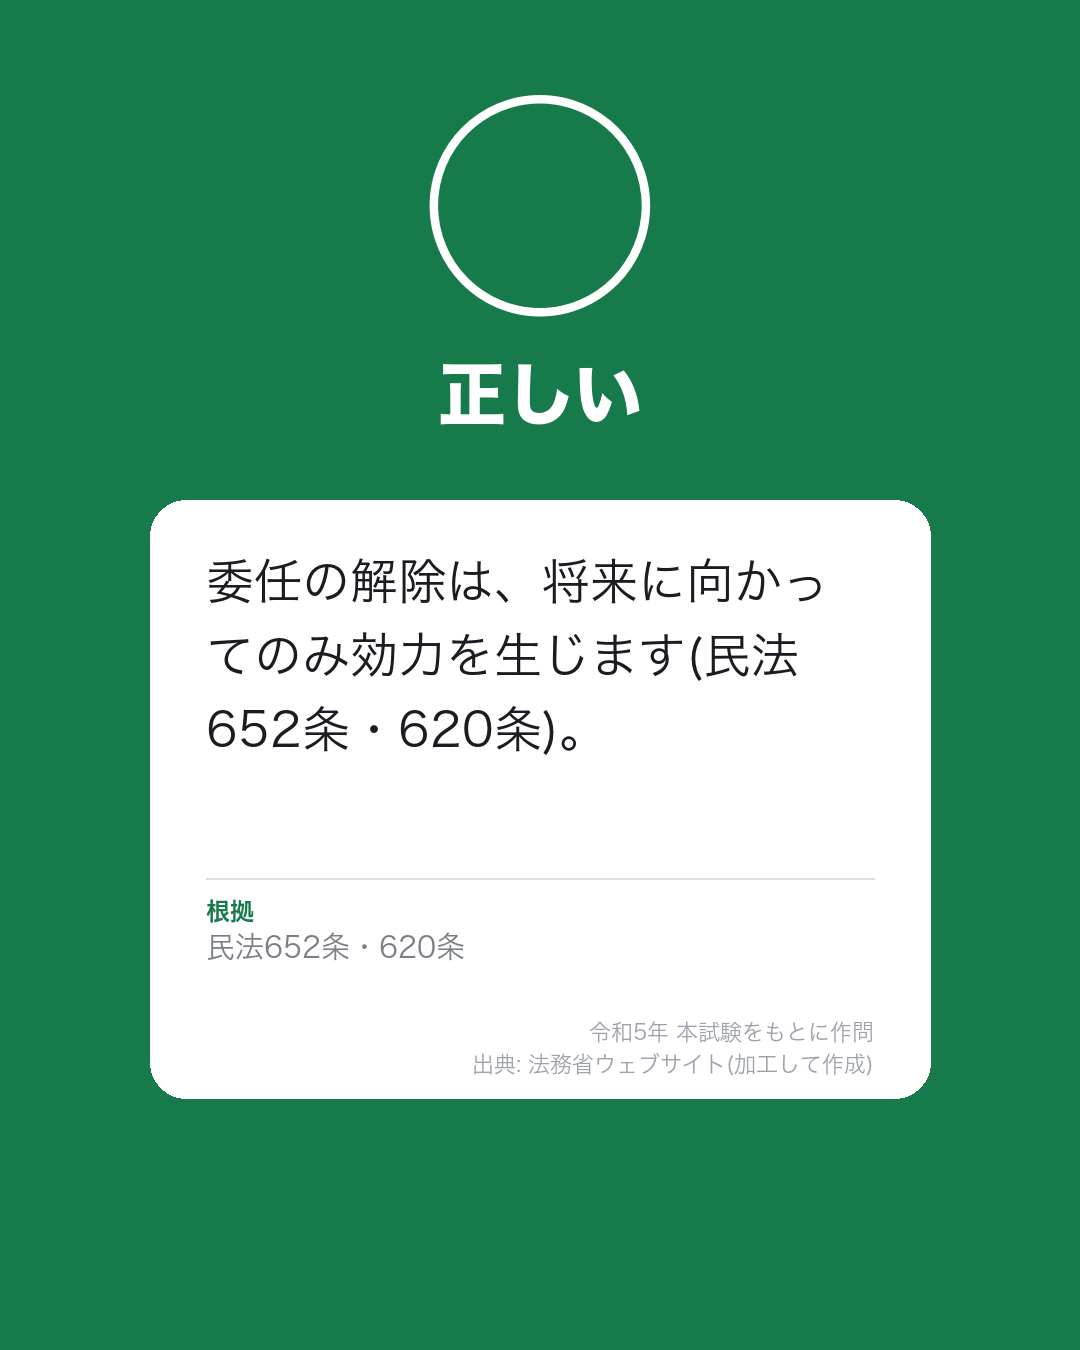 正しい
委任の解除は、将来に向かっ
てのみ効力を生じます(民法
652条・620条)。
根拠
民法652条・620条
令和5年 本試験をもとに作問
出典: 法務省ウェブサイト(加工して作成)